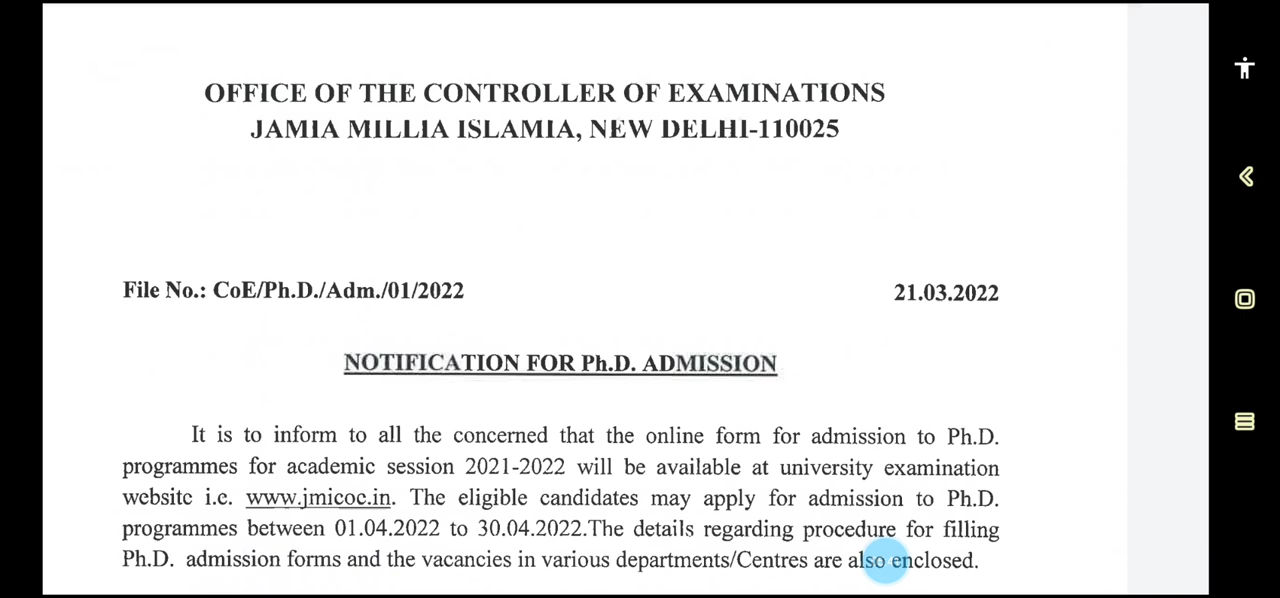 OFFICE OF THE CONTROLLER OF EXAMINATIONS
JAMIA MILLIA ISLAMIA, NEW DELHI-110025
File No.: CoE/Ph.D./Adm./01/2022 21.03.2022
NOTIFICATION FOR Ph.D. ADMISSION
It is to inform to all the concerned that the online form for admission to Ph.D.
programmes for academic session 2021-2022 will be available at university examination
website i.e. www.jmicoe.in. The eligible candidates may apply for admission to Ph.D.
programmes between 01.04.2022 to 30.04.2022.The details regarding procedure for filling
Ph.D. admission forms and the vacancies in various departments/Centres are also enclosed.